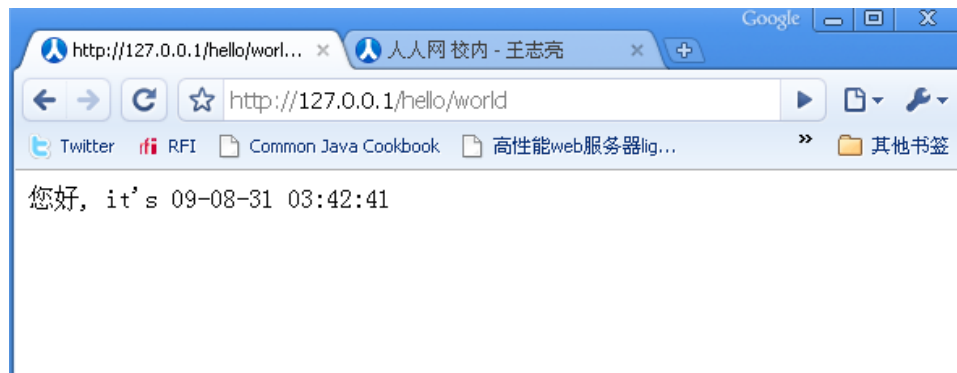 Google
http://127.0.0.1/hello/worl... 人人网 校内 - 王志亮
http://127.0.0.1/hello/world
Twitter rfi RFI Common Java Cookbook 高性能web服务器lig... » 其他书签
您好, it's 09-08-31 03:42:41